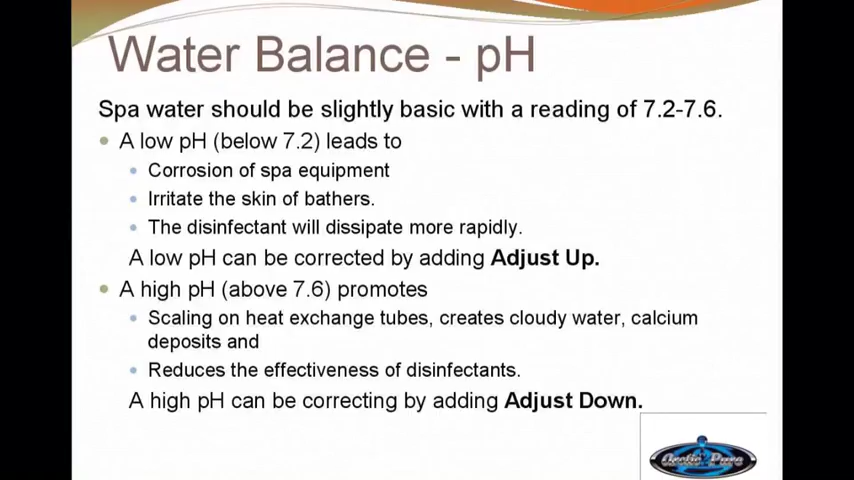 Water Balance - pH
Spa water should be slightly basic with a reading of 7.2-7.6.
A low pH (below 7.2) leads to
Corrosion of spa equipment
Irritate the skin of bathers.
The disinfectant will dissipate more rapidly.
A low pH can be corrected by adding Adjust Up.
A high pH (above 7.6) promotes
Scaling on heat exchange tubes, creates cloudy water, calcium
deposits and
Reduces the effectiveness of disinfectants.
A high pH can be correcting by adding Adjust Down.
Arctic Pure